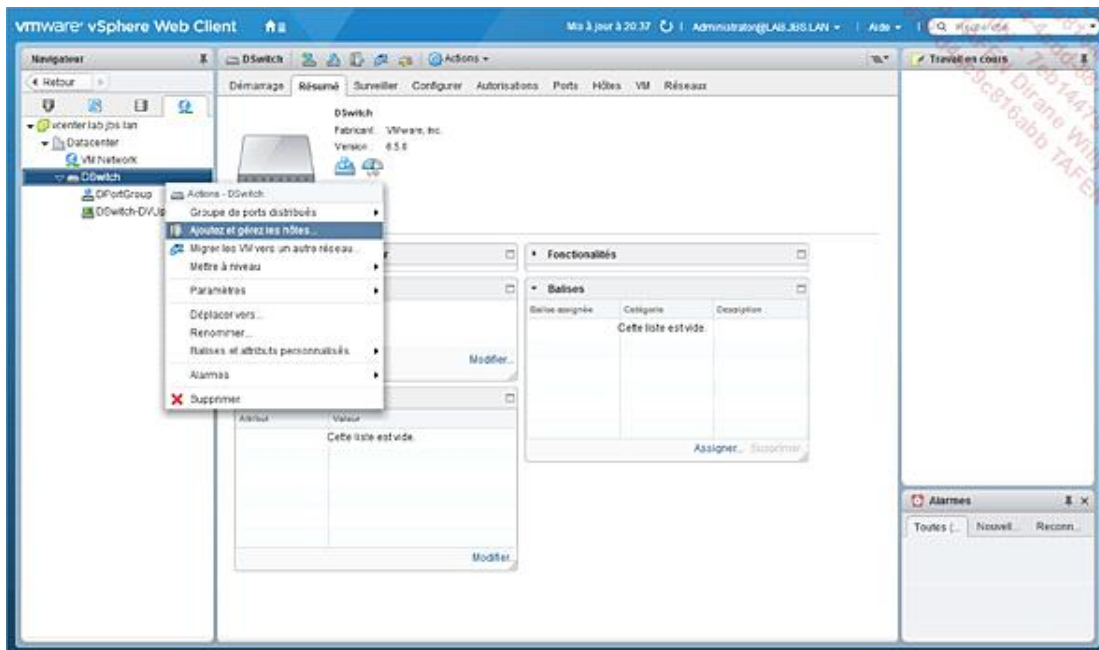 vmware® vSphere Web Client
Mis à jour à 20:37 | Administrator@LAB.JBS.LAN | Aide
Navigateur
Retour
vcenter.lab.jbs.lan
Datacenter
VM Network
DSwitch
DPortGroup
DSwitch-DVUp
DSwitch Actions
Démarrage Résumé Surveiller Configurer Autorisations Ports Hôtes VM Réseaux
DSwitch
Fabricant: VMware, Inc.
Version: 6.5.0
Actions - DSwitch
Groupe de ports distribués
Ajoutez et gérez les hôtes...
Migrer les VM vers un autre réseau...
Mettre à niveau
Paramètres
Déplacer vers...
Renommer...
Balises et attributs personnalisés
Alarmes
Supprimer
Modifier...
Attribut Valeur
Cette liste est vide.
Modifier...
Fonctionnalités
Balises
Balise assignée Catégorie Description
Cette liste est vide.
Assigner... Supprimer
Travail en cours
Alarmes
Toutes (... Nouvell... Reconn...